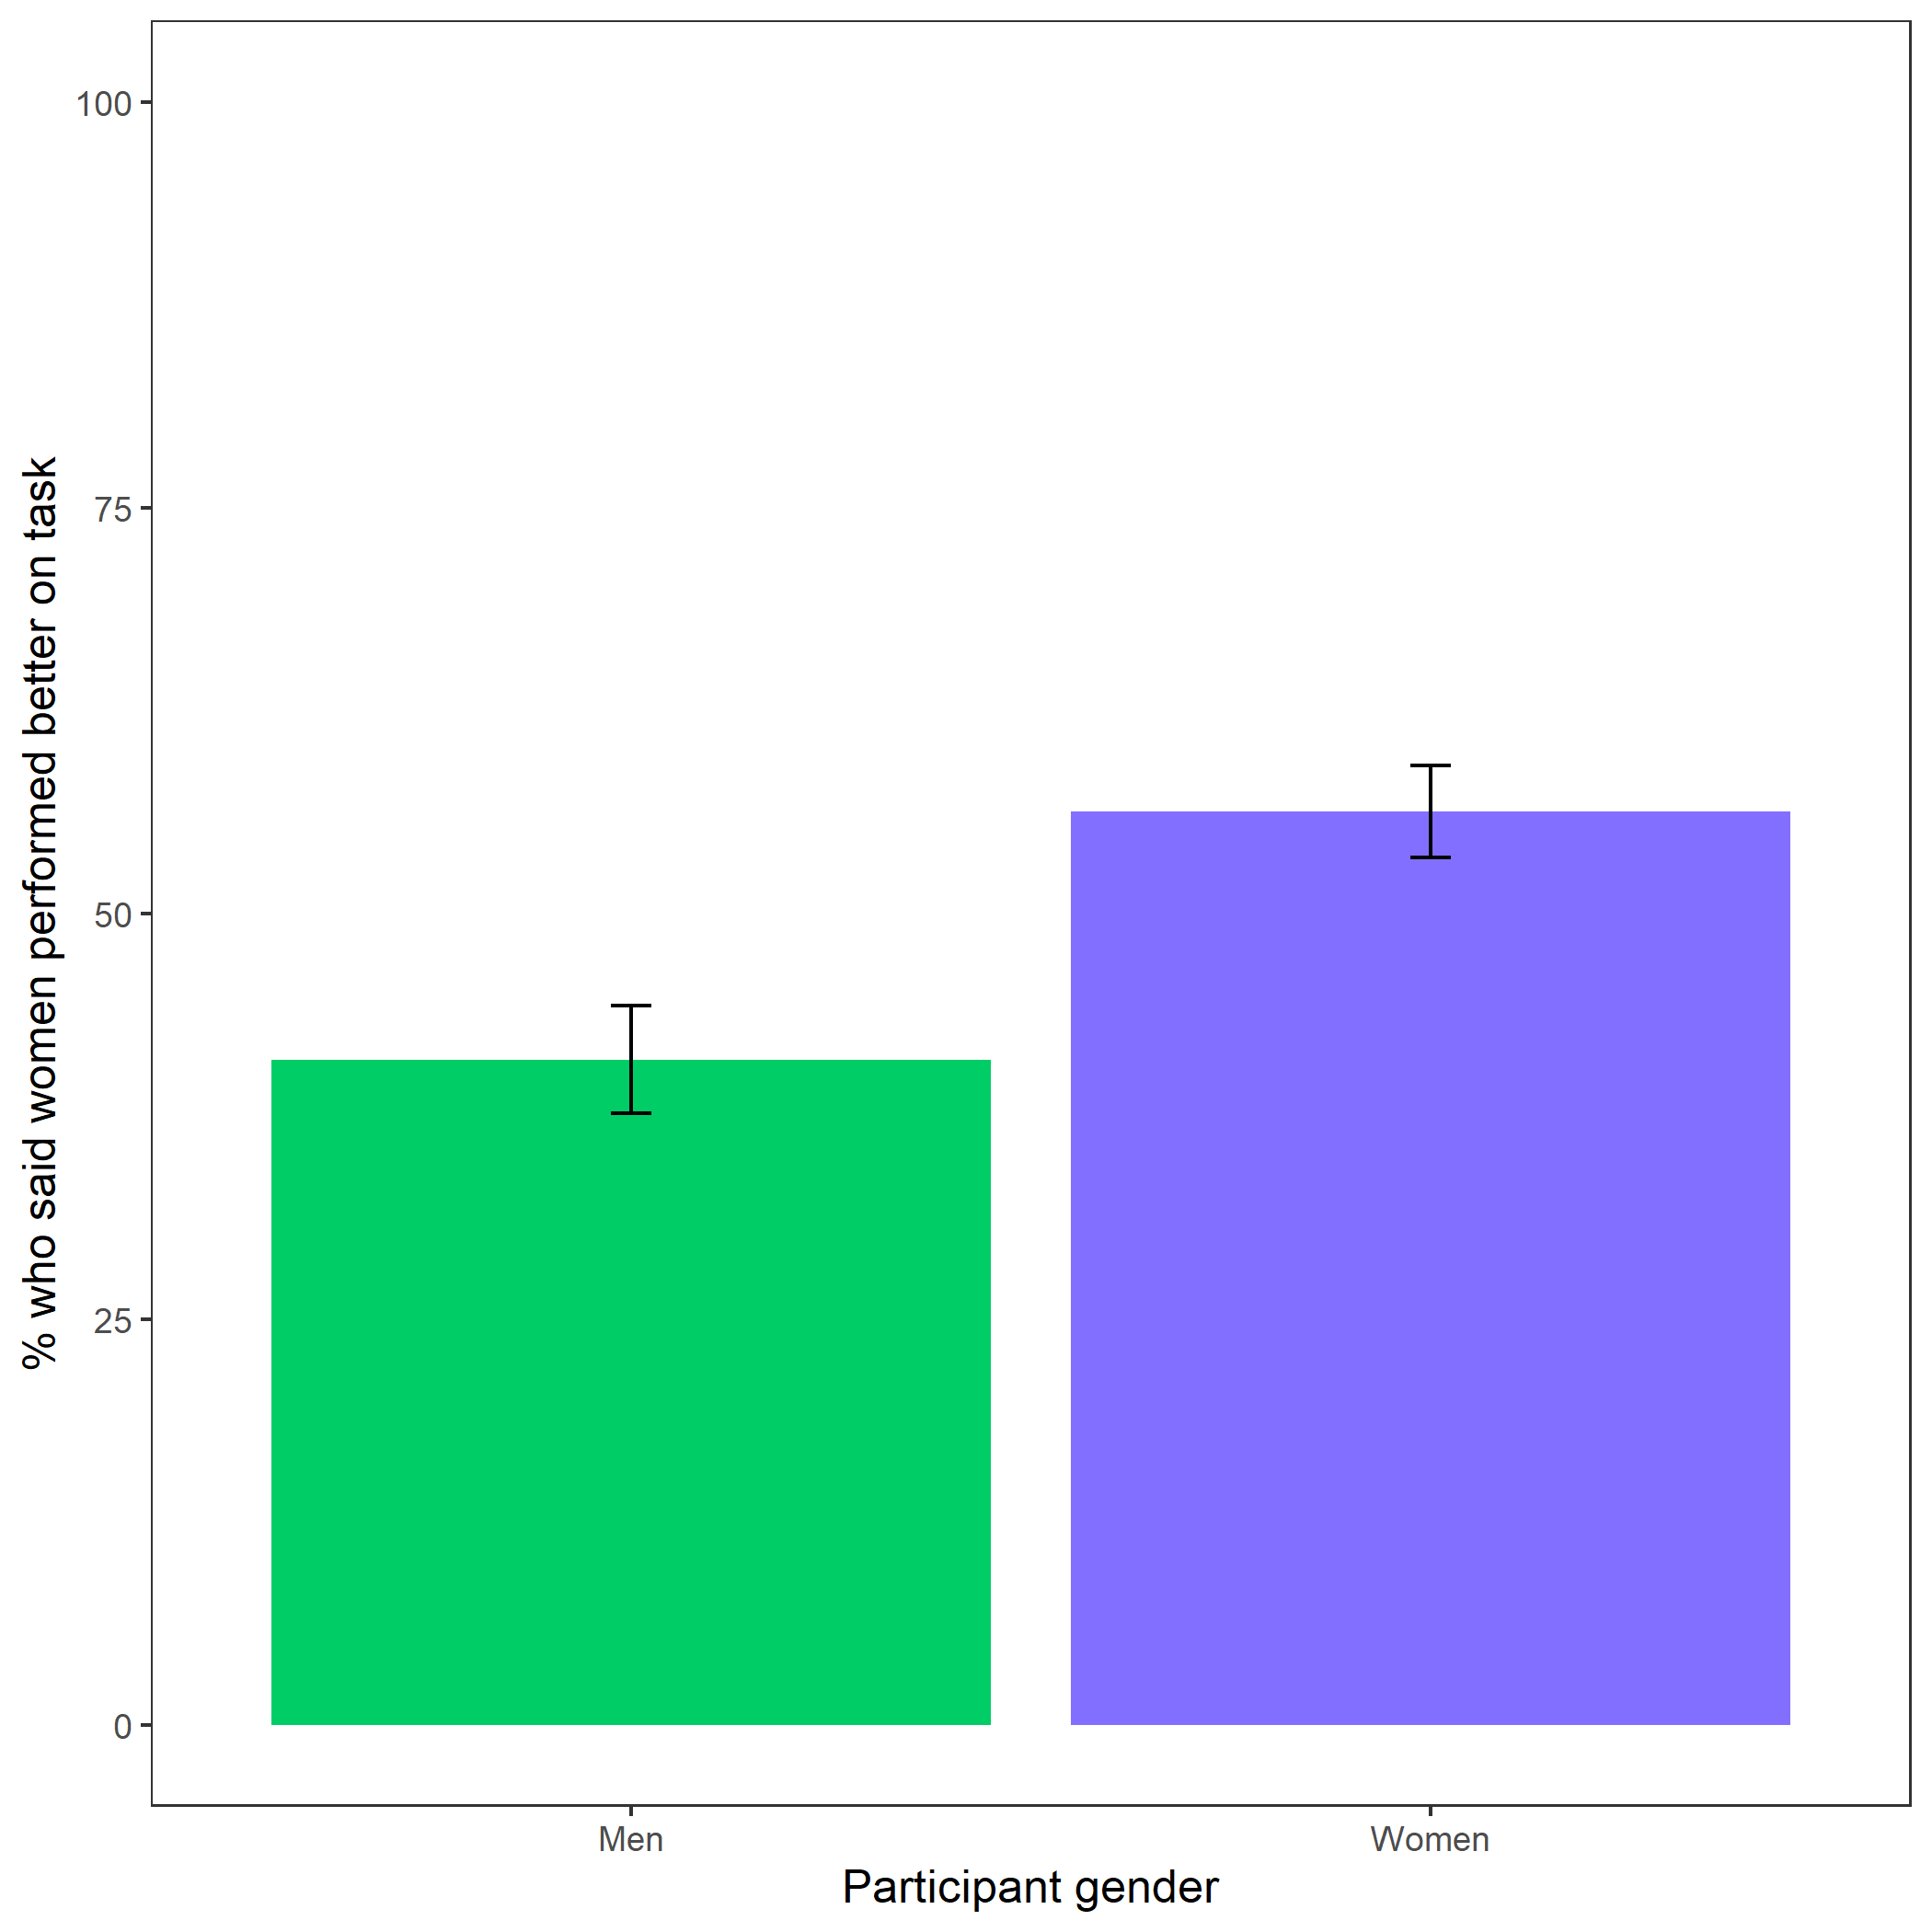 % who said women performed better on task
100
75
50
25
0
Men
Women
Participant gender